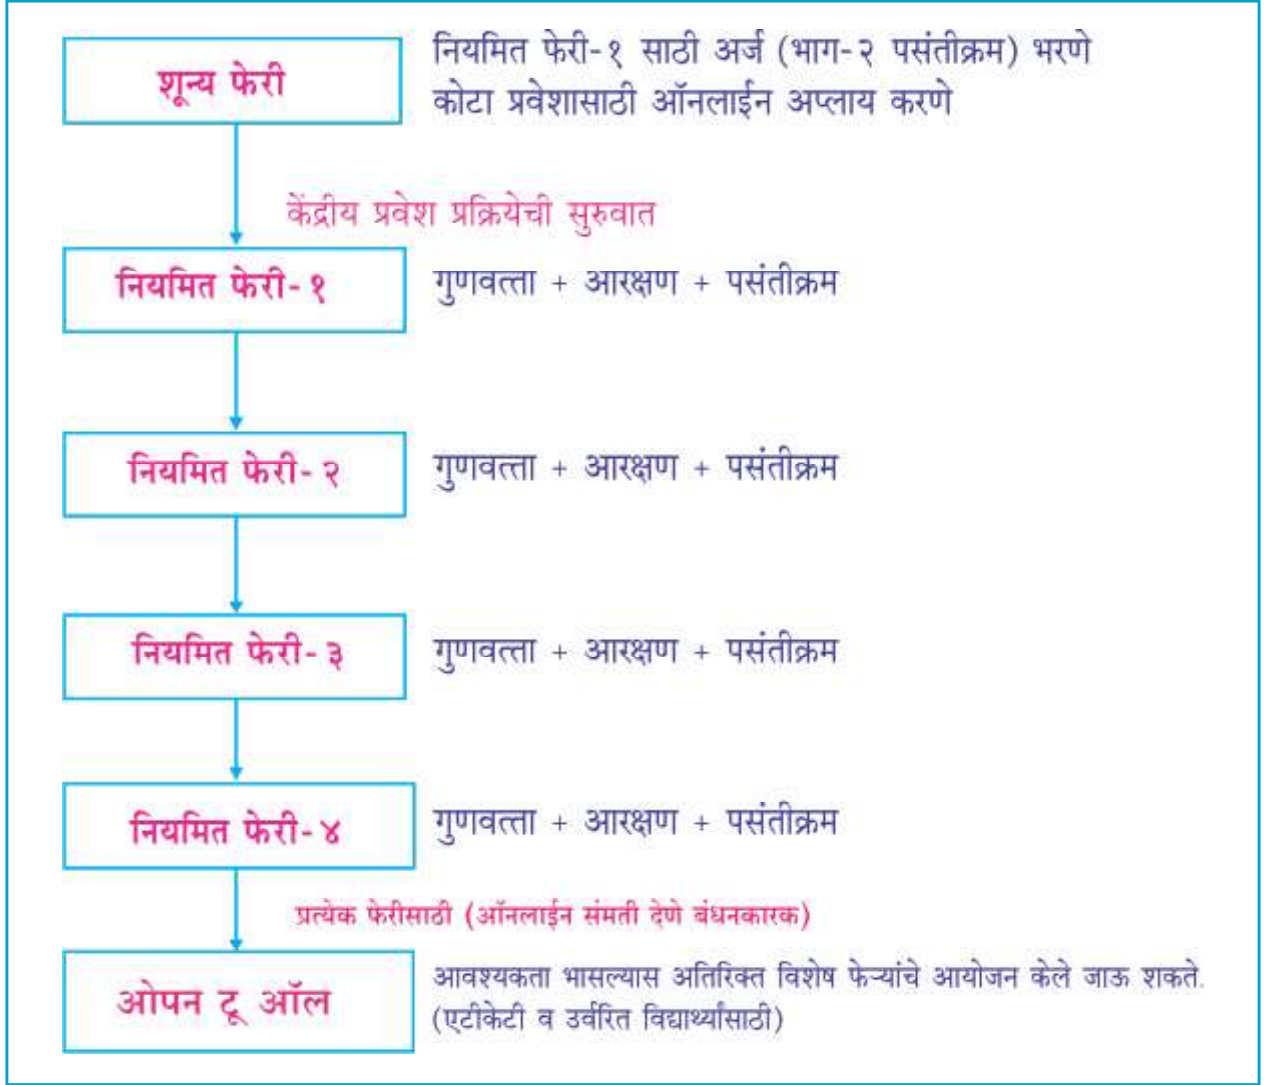 शून्य फेरी
नियमित फेरी-१ साठी अर्ज (भाग-२ पसंतीक्रम) भरणे
कोटा प्रवेशासाठी ऑनलाईन अप्लाय करणे
केंद्रीय प्रवेश प्रक्रियेची सुरुवात
नियमित फेरी-१
गुणवत्ता + आरक्षण + पसंतीक्रम
नियमित फेरी-२
गुणवत्ता + आरक्षण + पसंतीक्रम
नियमित फेरी-३
गुणवत्ता + आरक्षण + पसंतीक्रम
नियमित फेरी-४
गुणवत्ता + आरक्षण + पसंतीक्रम
प्रत्येक फेरीसाठी (ऑनलाईन संमती देणे बंधनकारक)
ओपन टू ऑल
आवश्यकता भासल्यास अतिरिक्त विशेष फेऱ्यांचे आयोजन केले जाऊ शकते.
(एटीकेटी व उर्वरित विद्यार्थ्यांसाठी)